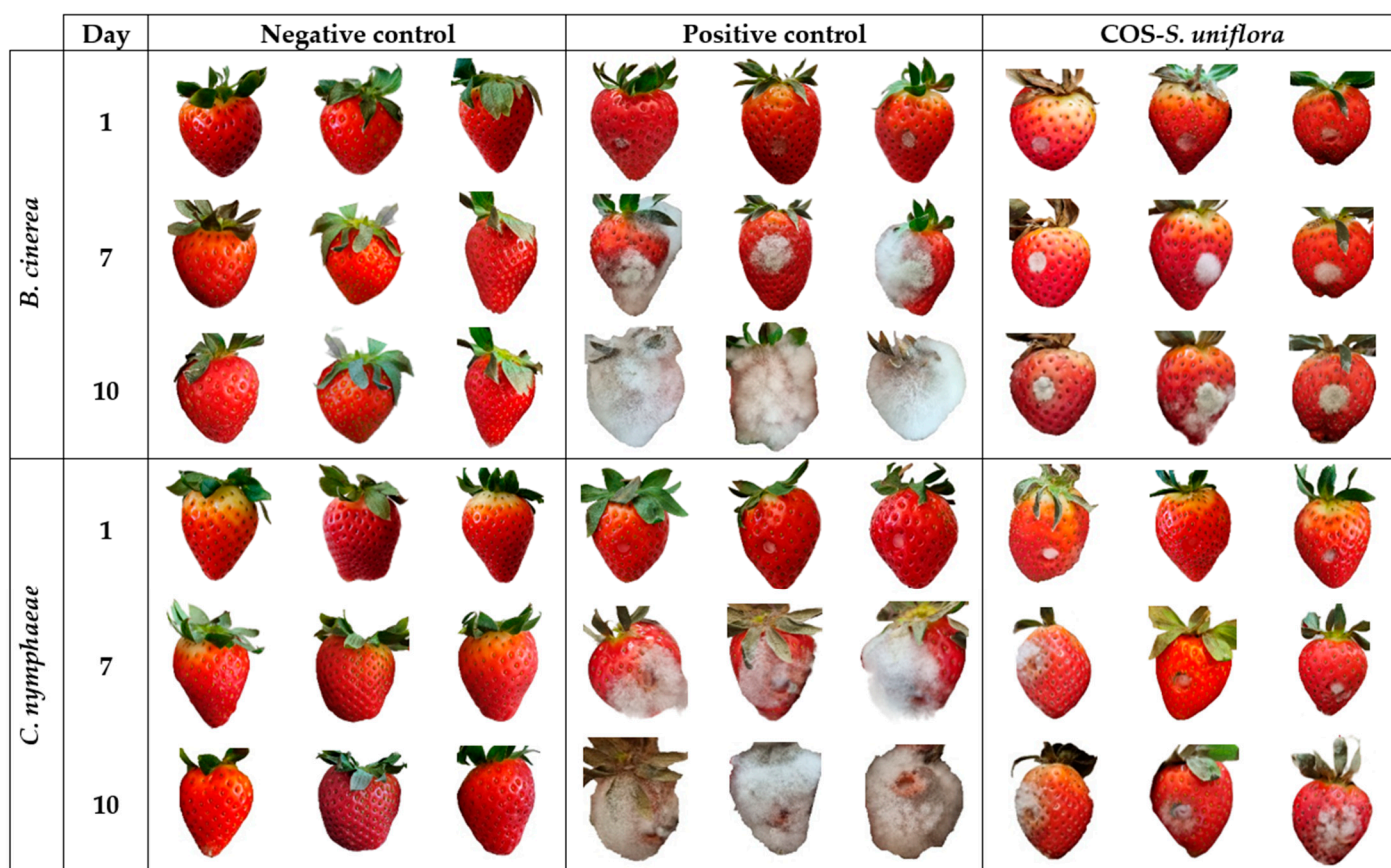 Day Negative control Positive control COS-S. uniflora
B. cinerea
1
7
10
C. nymphaeae
1
7
10